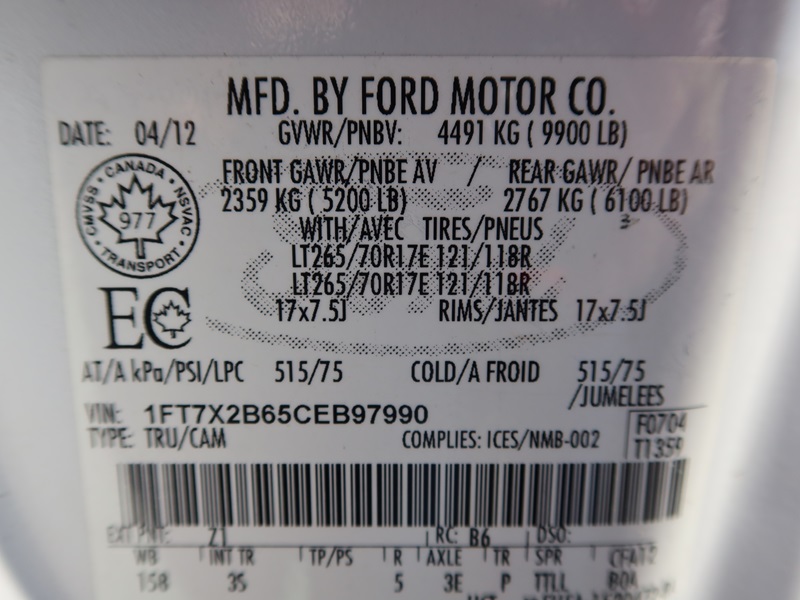 MFD. BY FORD MOTOR CO.
DATE: 04/12 GVWR/PNBV: 4491 KG ( 9900 LB)
FRONT GAWR/PNBE AV / REAR GAWR/ PNBE AR
2359 KG ( 5200 LB) 2767 KG ( 6100 LB)
CANADA
CMVSS 977 NSVAC
TRANSPORT
WITH/AVEC TIRES/PNEUS
LT265/70R17E 121/118R
LT265/70R17E 121/118R
EC
17x7.5J RIMS/JANTES 17x7.5J
AT/A kPa/PSI/LPC 515/75 COLD/A FROID 515/75
/JUMELEES
VIN: 1FT7X2B65CEB97990
TYPE: TRU/CAM COMPLIES: ICES/NMB-002
F0704
T1359
EXT PNT: Z1 RC: B6 DSO:
WB INT TR TP/PS R AXLE TR SPR
158 3S 5 3E P TTLL